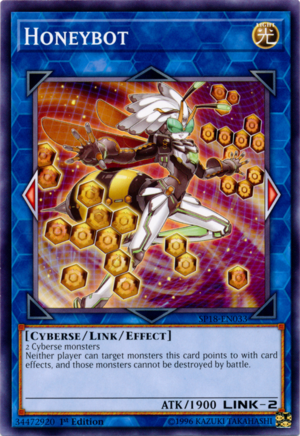 HONEYBOT
LIGHT
光
SP18-EN033
[CYBERSE/LINK/EFFECT]
2 Cyberse monsters
Neither player can target monsters this card points to with card
effects, and those monsters cannot be destroyed by battle.
ATK/1900 LINK-2
34472920 1st Edition ©1996 KAZUKI TAKAHASHI